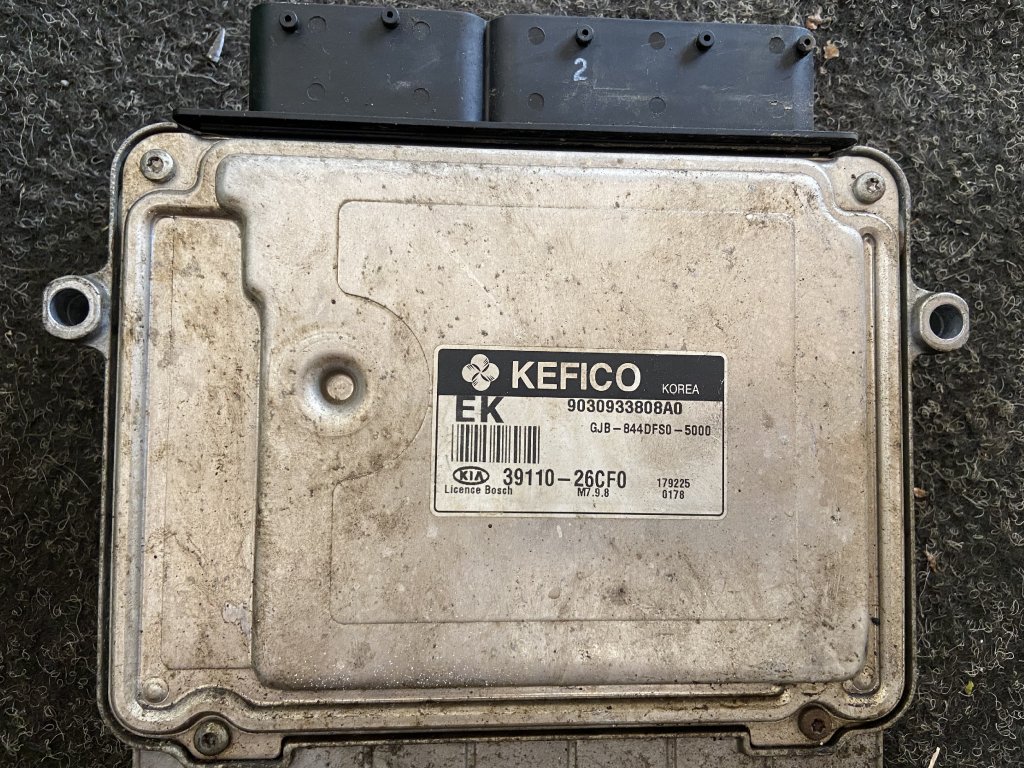 2
KEFICO KOREA
EK 9030933808A0
GJB-844DFS0-5000
KIA 39110-26CF0 179225
Licence Bosch M7.9.8 0178